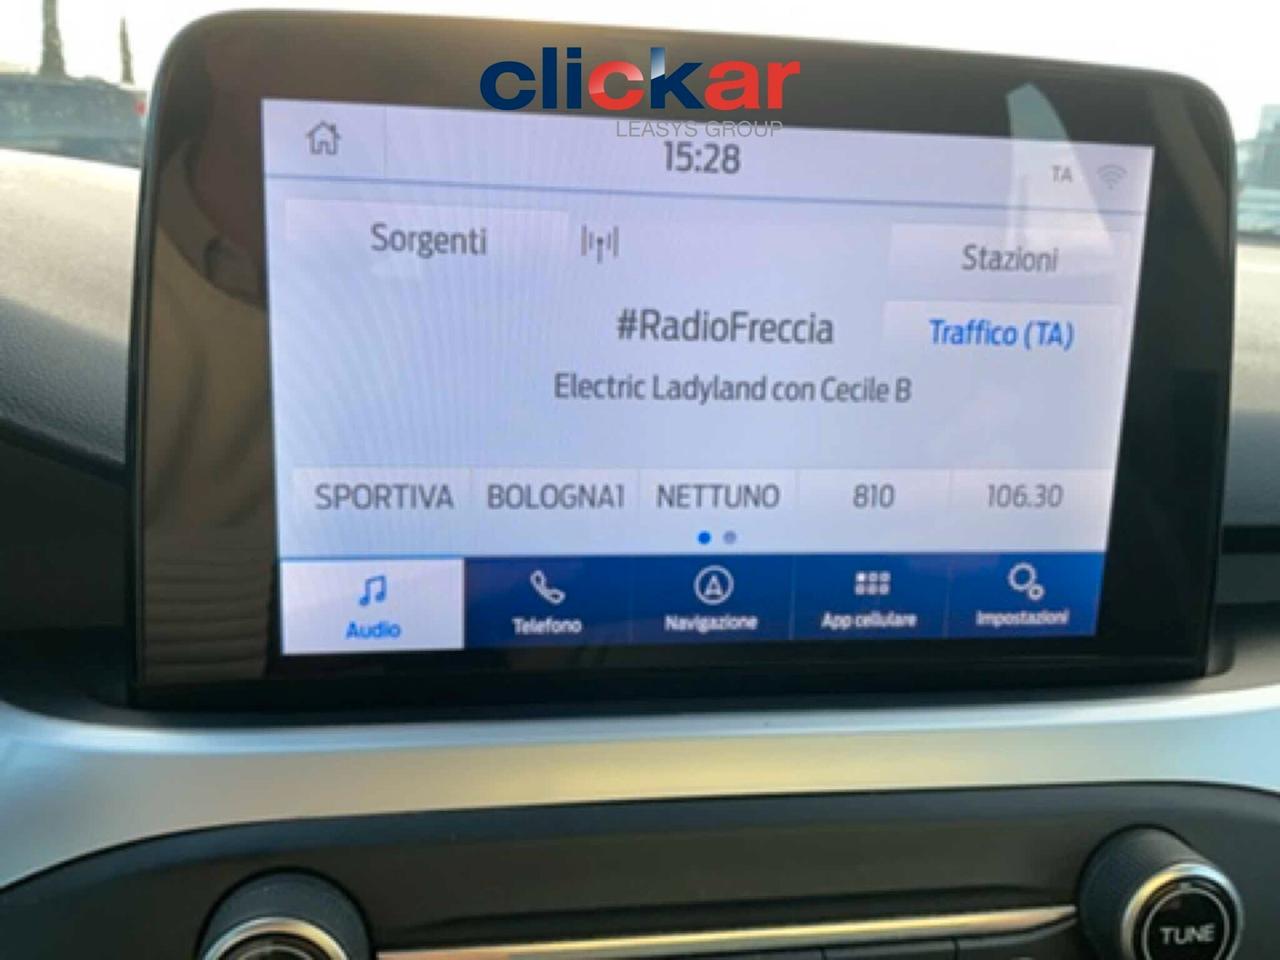 clickar
LEASYS GROUP
15:28
TA
Sorgenti
Stazioni
#RadioFreccia
Traffico (TA)
Electric Ladyland con Cecile B
SPORTIVA BOLOGNA1 NETTUNO 810 106.30
Audio Telefono Navigazione App cellulare Impostazioni
TUNE